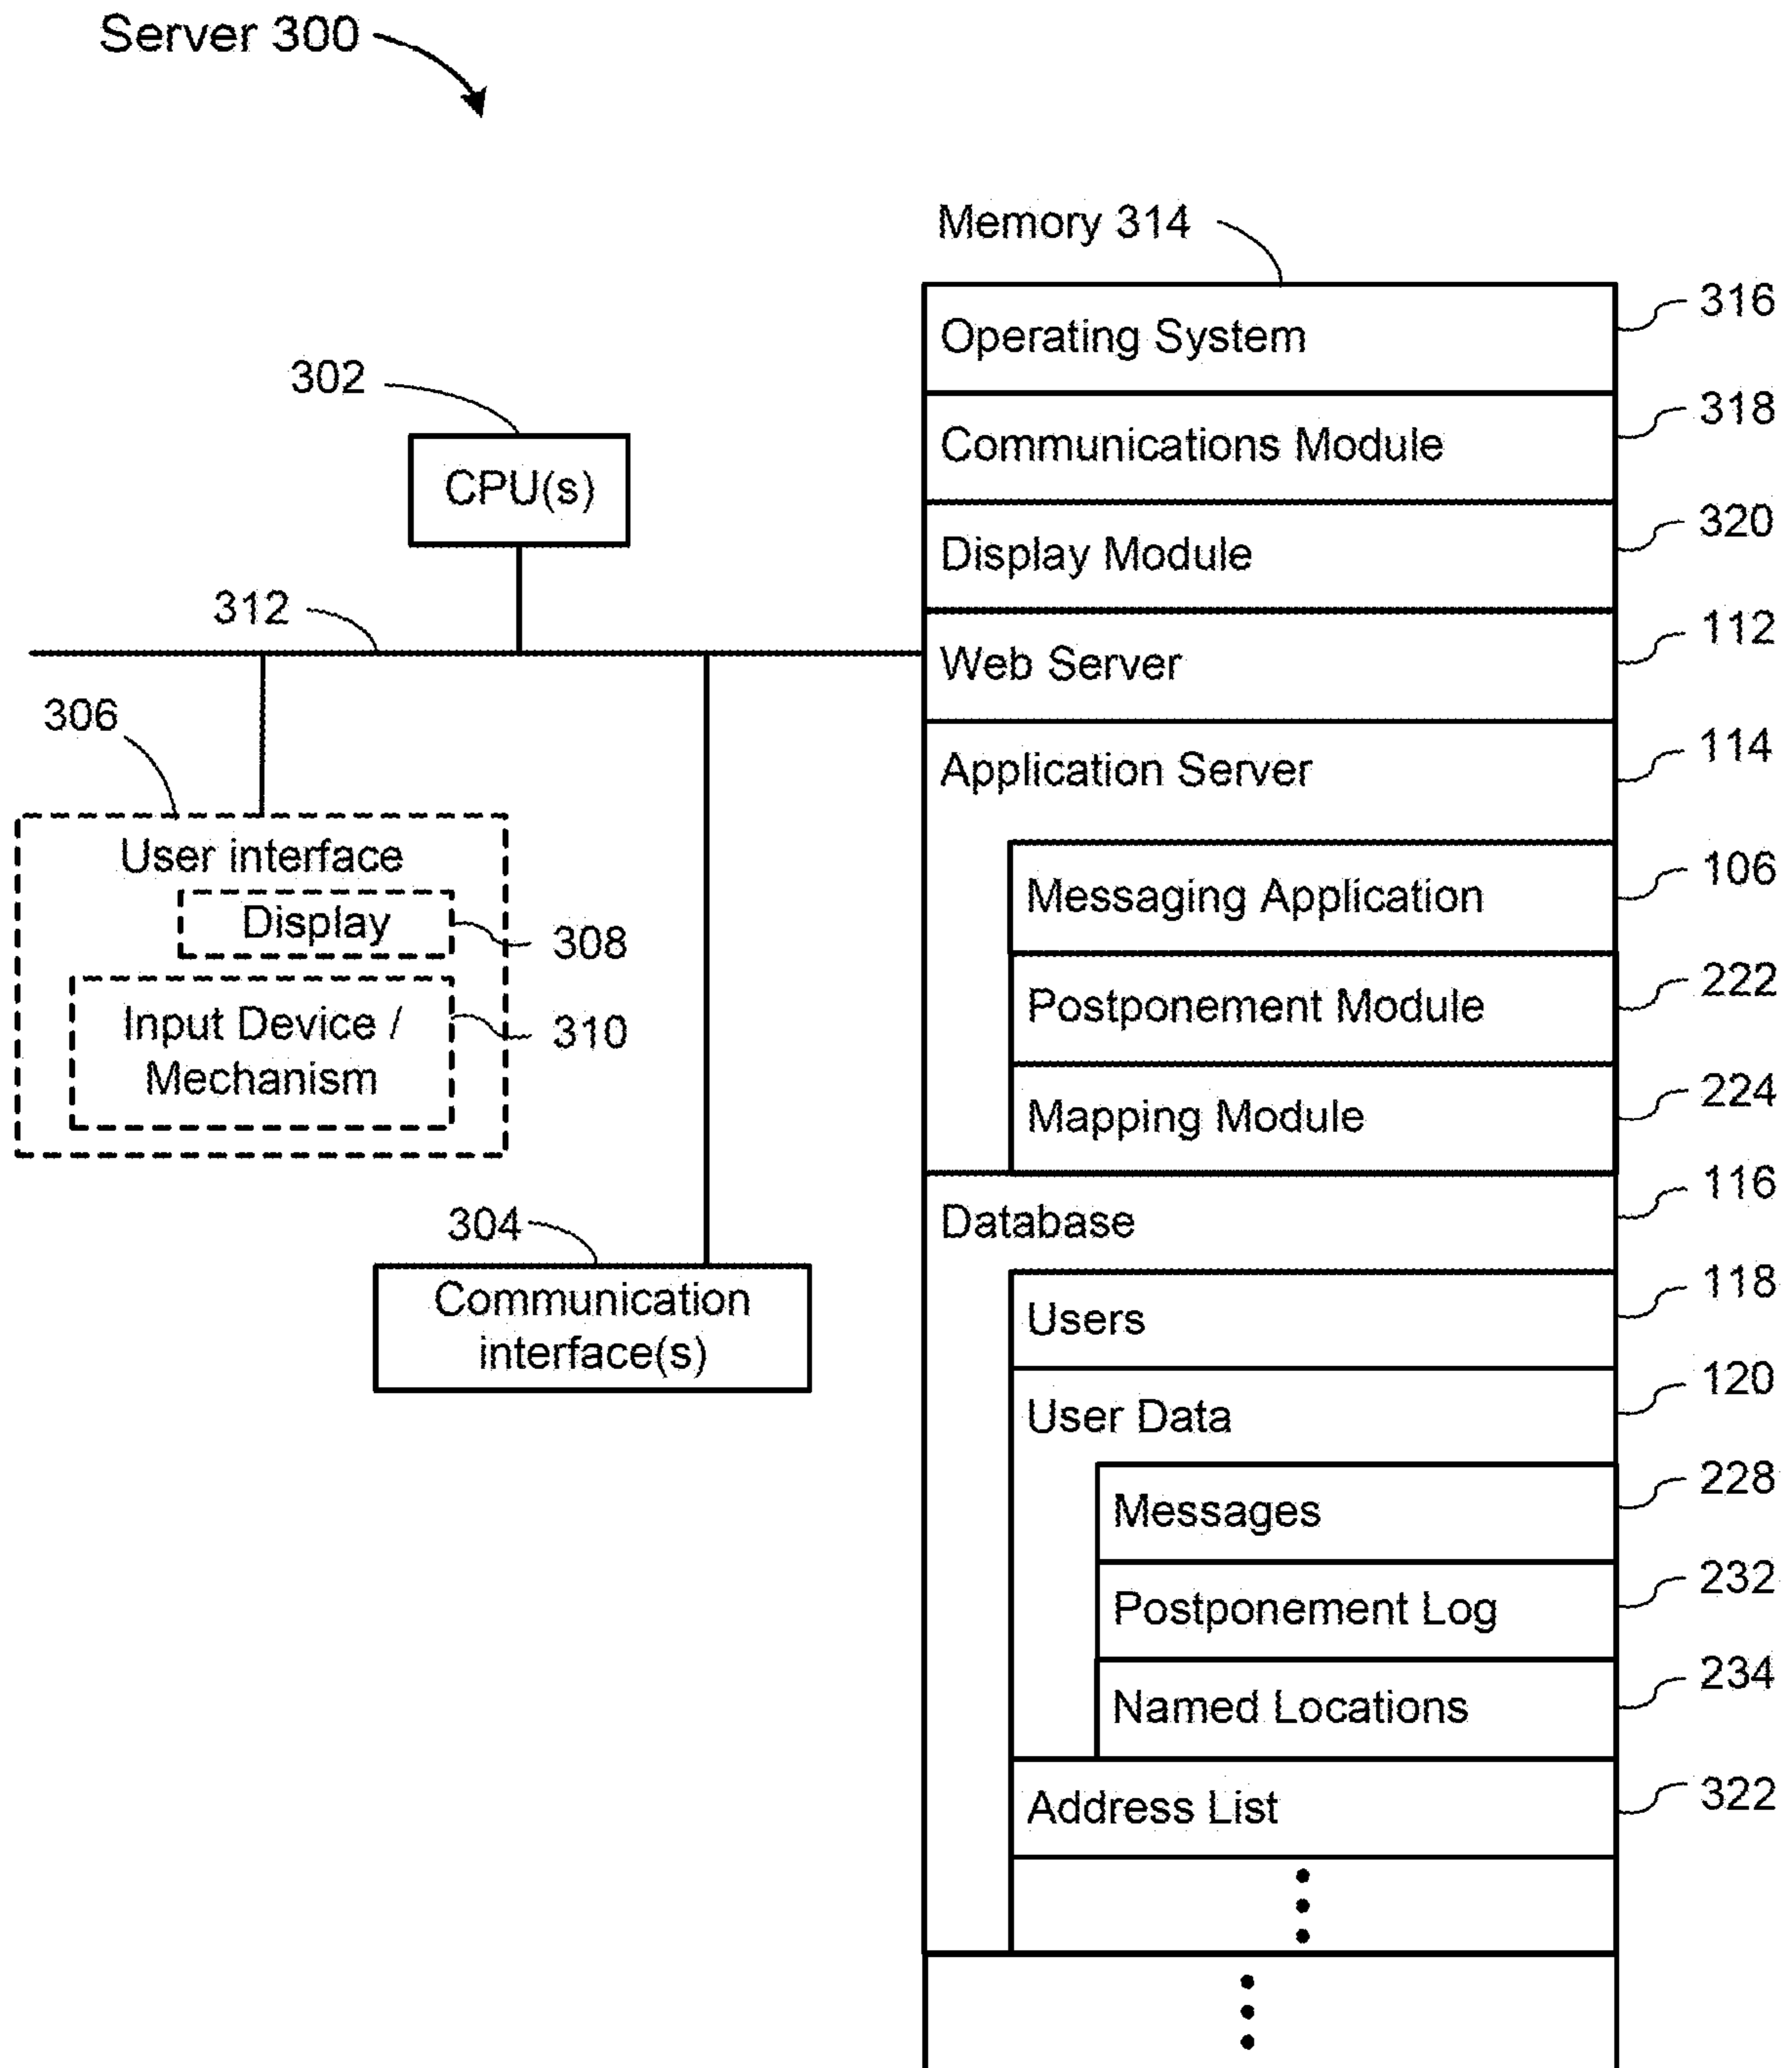 Server 300
Memory 314
Operating System
316
Communications Module
318
Display Module
320
Web Server
112
Application Server
114
Messaging Application
106
Postponement Module
222
Mapping Module
224
Database
116
Users
118
User Data
120
Messages
228
Postponement Log
232
Named Locations
234
Address List
322
302
CPU(s)
312
306
User interface
Display
308
Input Device /
Mechanism
310
304
Communication
interface(s)